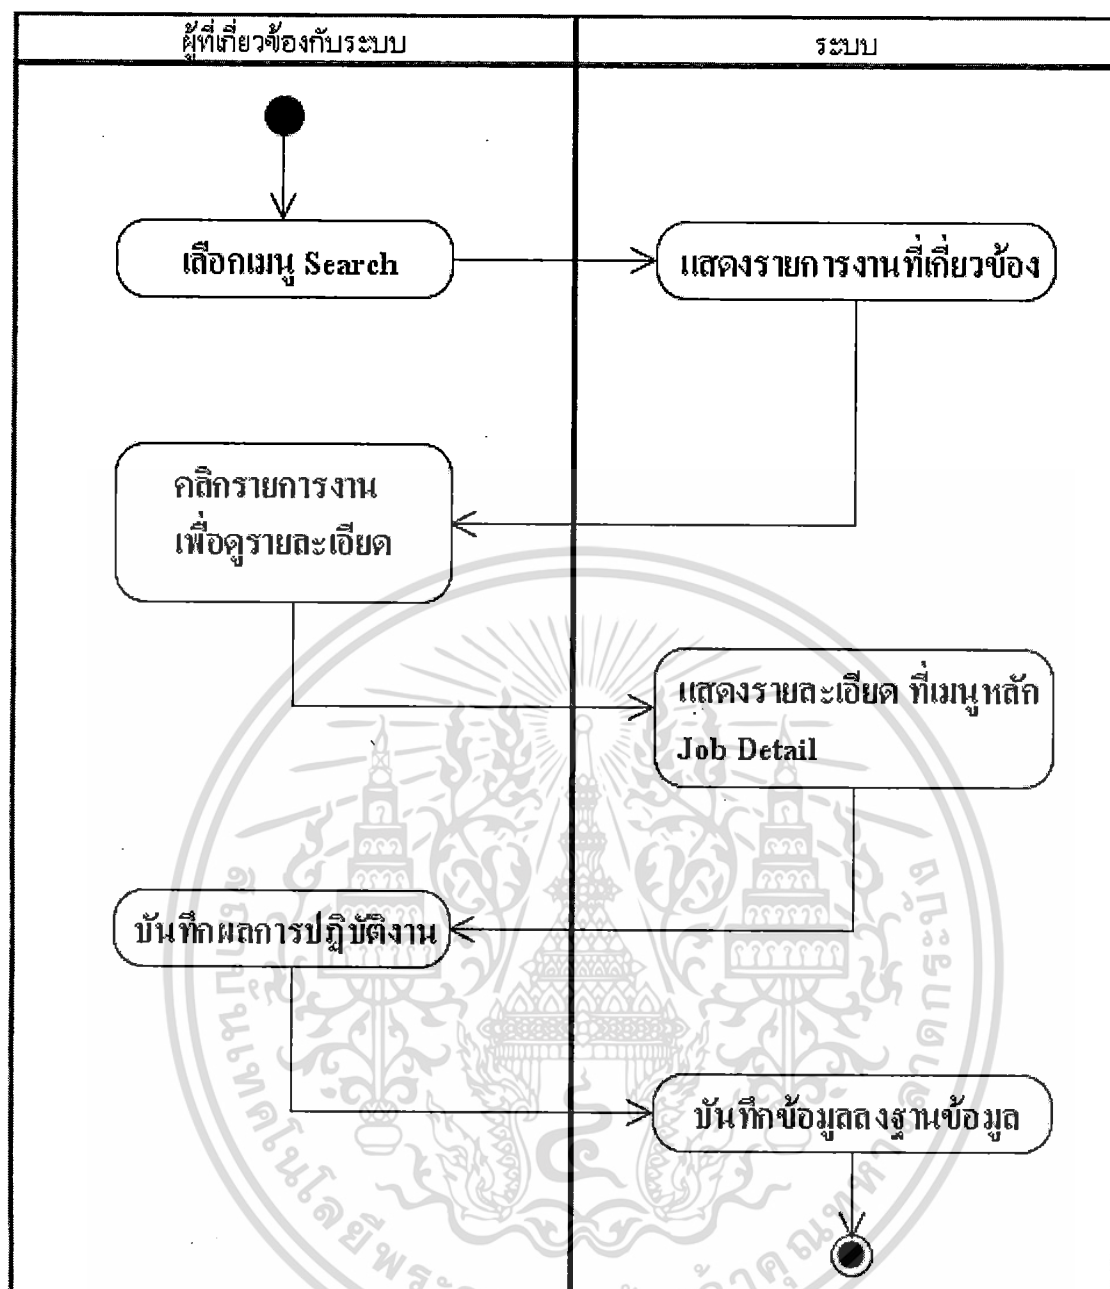 ผู้ที่เกี่ยวข้องกับระบบ
ระบบ
เลือกเมนู Search
แสดงรายการงานที่เกี่ยวข้อง
คลิกรายการงาน
เพื่อดูรายละเอียด
แสดงรายละเอียด ที่เมนูหลัก
Job Detail
บันทึกผลการปฏิบัติงาน
บันทึกข้อมูลลงฐานข้อมูล